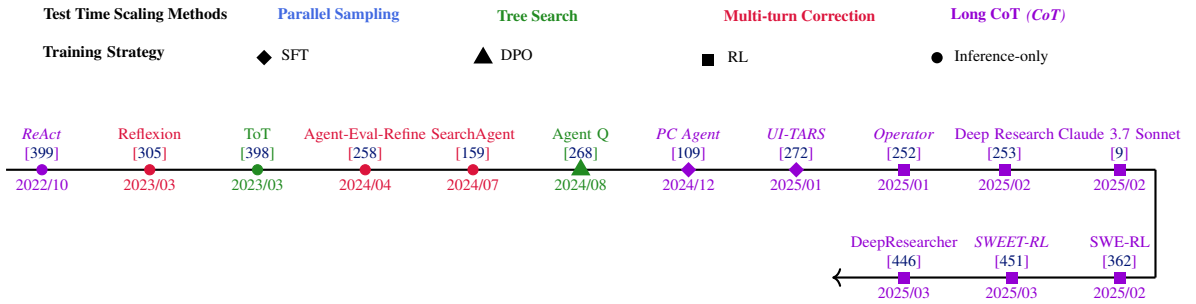 Test Time Scaling Methods Parallel Sampling Tree Search Multi-turn Correction Long CoT (CoT)
Training Strategy SFT DPO RL Inference-only
ReAct Reflexion ToT Agent-Eval-Refine SearchAgent Agent Q PC Agent UI-TARS Operator Deep Research Claude 3.7 Sonnet
[399] [305] [398] [258] [159] [268] [109] [272] [252] [253] [9]
2022/10 2023/03 2023/03 2024/04 2024/07 2024/08 2024/12 2025/01 2025/01 2025/02 2025/02
DeepResearcher SWEET-RL SWE-RL
[446] [451] [362]
2025/03 2025/03 2025/02